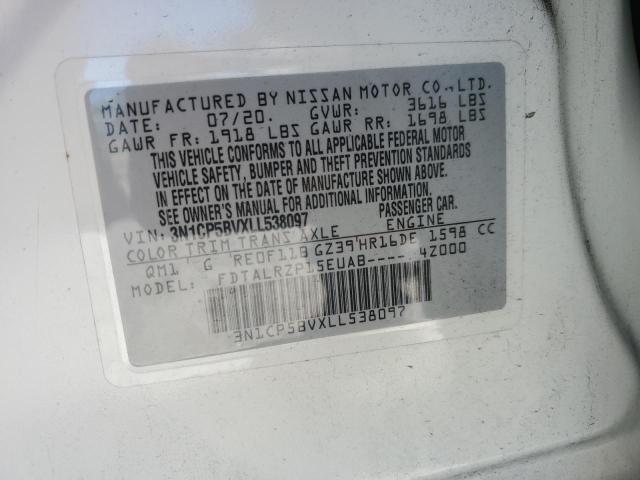 MANUFACTURED BY NISSAN MOTOR CO.,LTD.
DATE: 07/20. GVWR: 3616 LBS
GAWR FR: 1918 LBS GAWR RR: 1698 LBS
THIS VEHICLE CONFORMS TO ALL APPLICABLE FEDERAL MOTOR
VEHICLE SAFETY, BUMPER AND THEFT PREVENTION STANDARDS
IN EFFECT ON THE DATE OF MANUFACTURE SHOWN ABOVE.
SEE OWNER'S MANUAL FOR ADDITIONAL INFORMATION.
VIN: 3N1CP5BVXLL538097 PASSENGER CAR.
COLOR TRIM TRANS AXLE ENGINE
QM1 G RE0F11B GZ39 HR16DE 1598 CC
MODEL: FDTALRZP15EUAB---- 42000
3N1CP5BVXLL538097